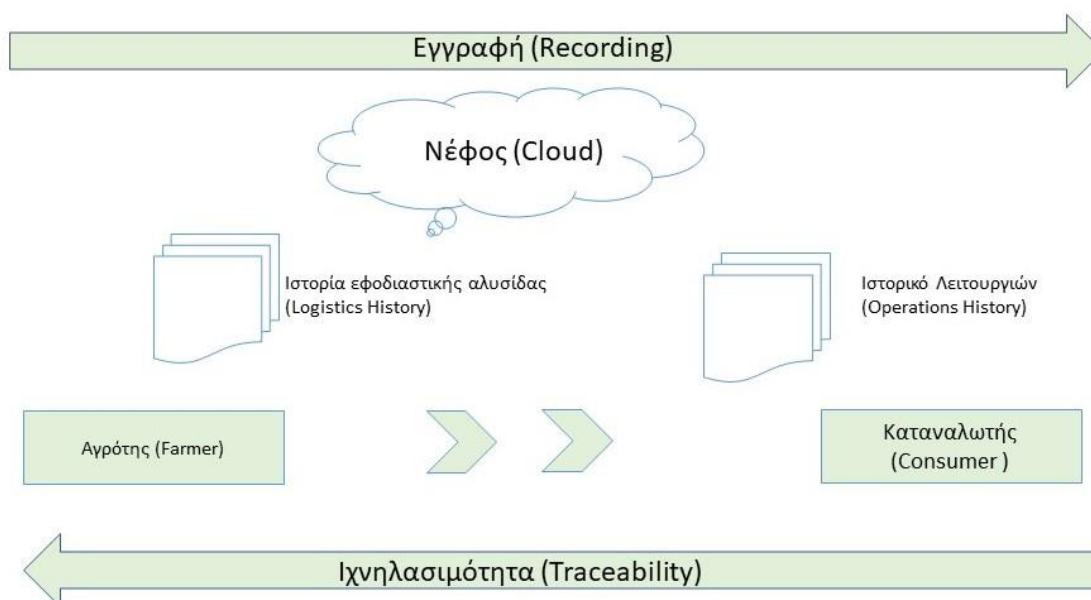 Εγγραφή (Recording)
Νέφος (Cloud)
Ιστορία εφοδιαστικής αλυσίδας
(Logistics History)
Ιστορικό Λειτουργιών
(Operations History)
Αγρότης (Farmer)
Καταναλωτής
(Consumer )
Ιχνηλασιμότητα (Traceability)